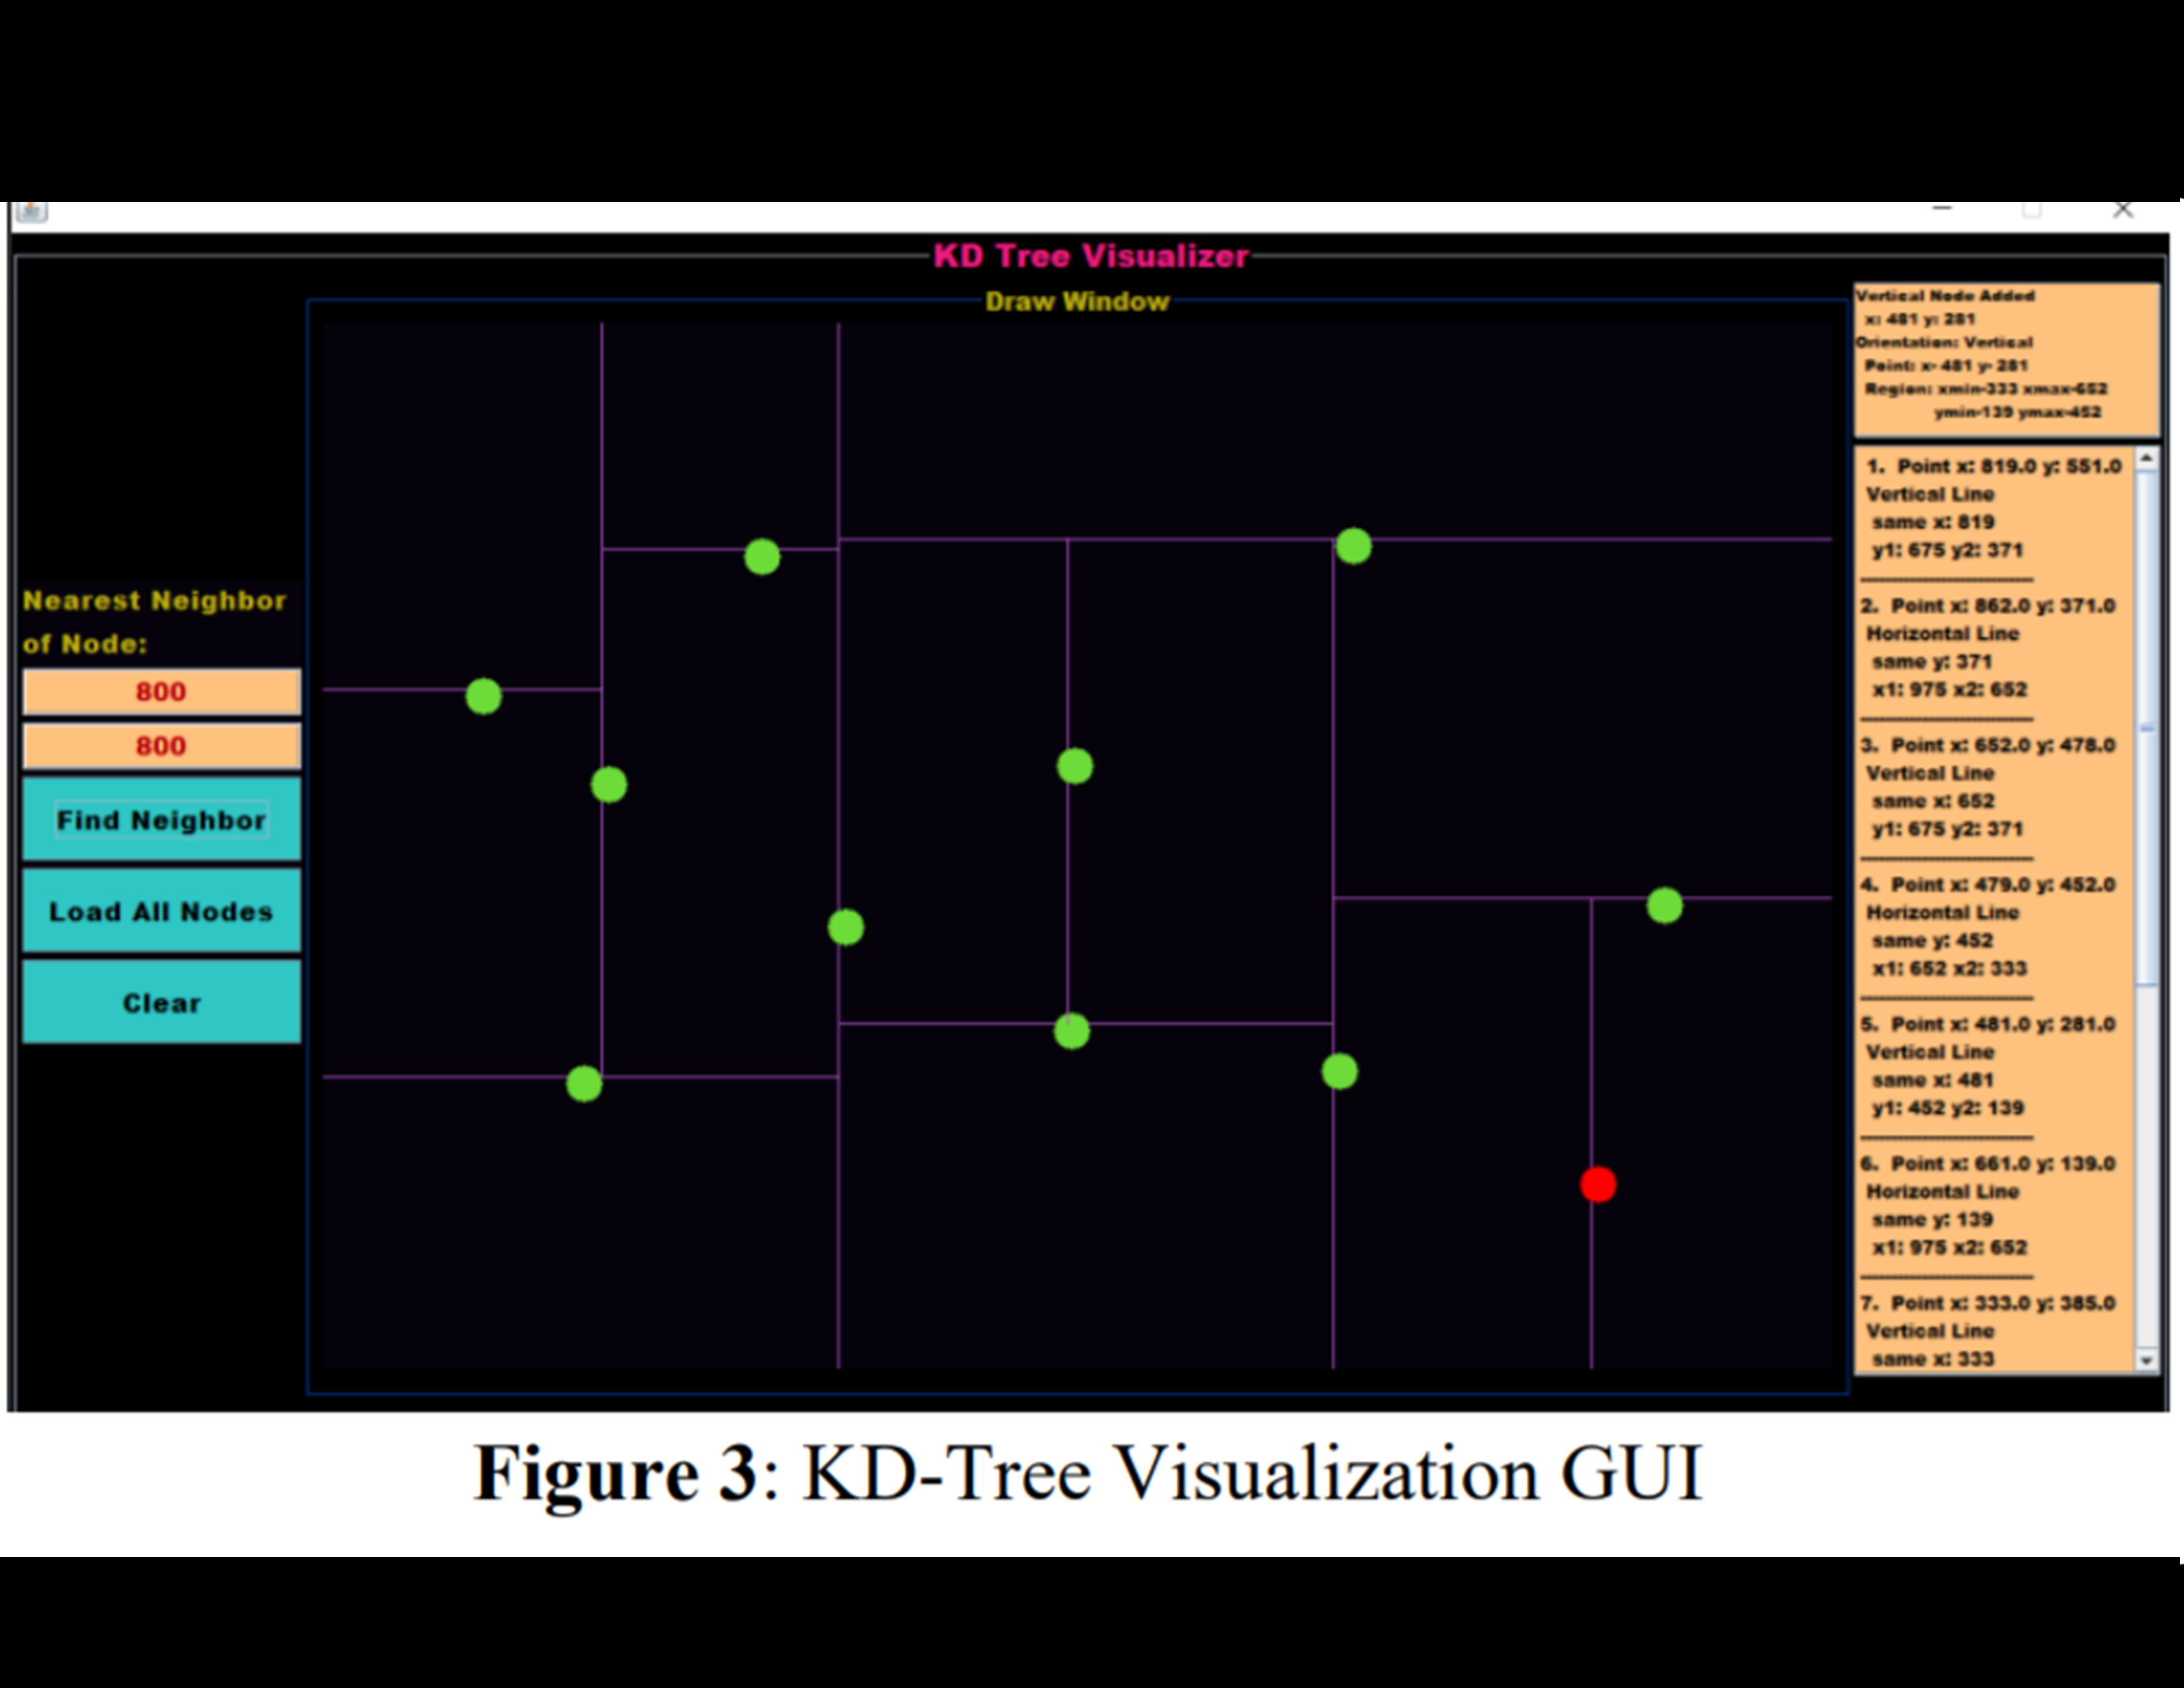 KD Tree Visualizer
Draw Window
Nearest Neighbor
of Node:
800
800
Find Neighbor
Load All Nodes
Clear
Vertical Node Added
x: 481 y: 281
Orientation: Vertical
Point: x- 481 y- 281
Region: xmin-333 xmax-652
ymin-139 ymax-452
1. Point x: 819.0 y: 551.0
Vertical Line
same x: 819
y1: 675 y2: 371
------------------------------
2. Point x: 862.0 y: 371.0
Horizontal Line
same y: 371
x1: 975 x2: 652
------------------------------
3. Point x: 652.0 y: 478.0
Vertical Line
same x: 652
y1: 675 y2: 371
------------------------------
4. Point x: 479.0 y: 452.0
Horizontal Line
same y: 452
x1: 652 x2: 333
------------------------------
5. Point x: 481.0 y: 281.0
Vertical Line
same x: 481
y1: 452 y2: 139
------------------------------
6. Point x: 661.0 y: 139.0
Horizontal Line
same y: 139
x1: 975 x2: 652
------------------------------
7. Point x: 333.0 y: 385.0
Vertical Line
same x: 333
Figure 3: KD-Tree Visualization GUI